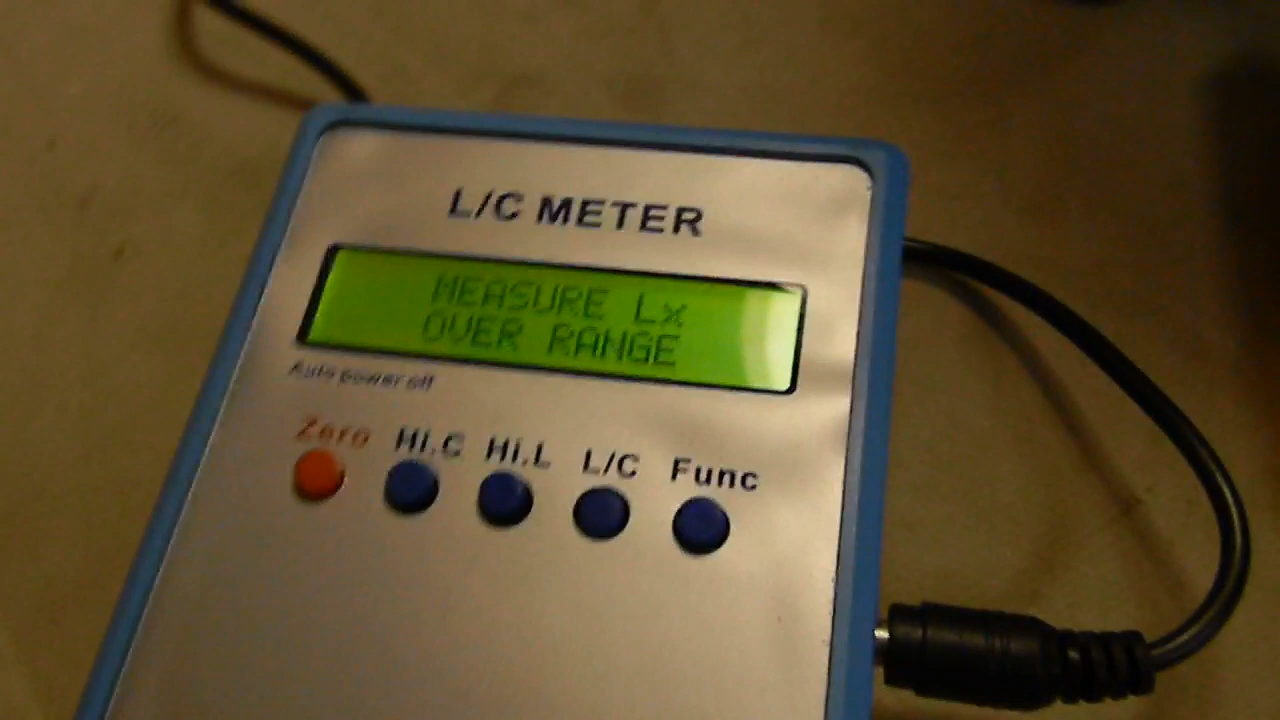 L/C METER
MEASURE Lx
OVER RANGE
Auto power off
Zero Hi.C Hi.L L/C Func